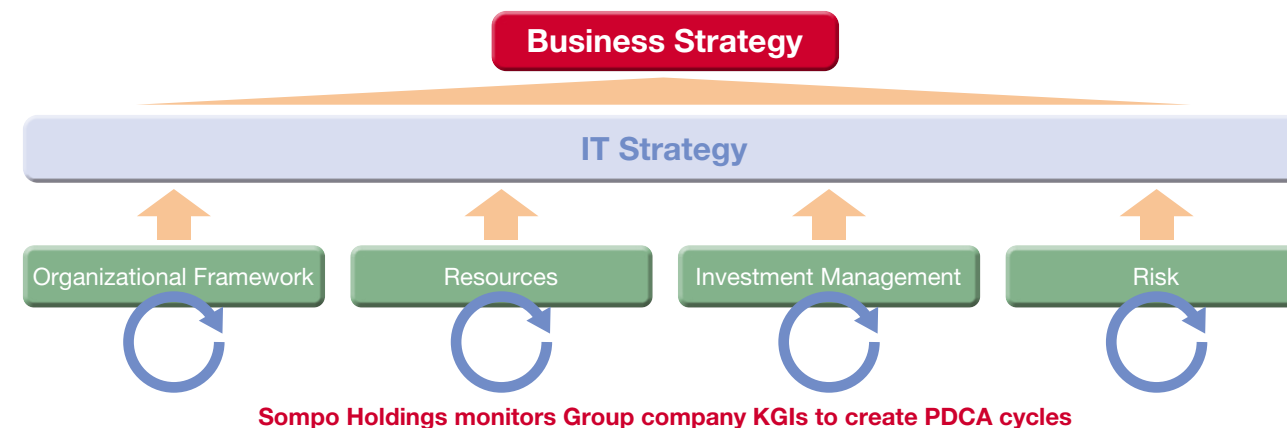 Business Strategy
IT Strategy
Organizational Framework
Resources
Investment Management
Risk
Sompo Holdings monitors Group company KGIs to create PDCA cycles